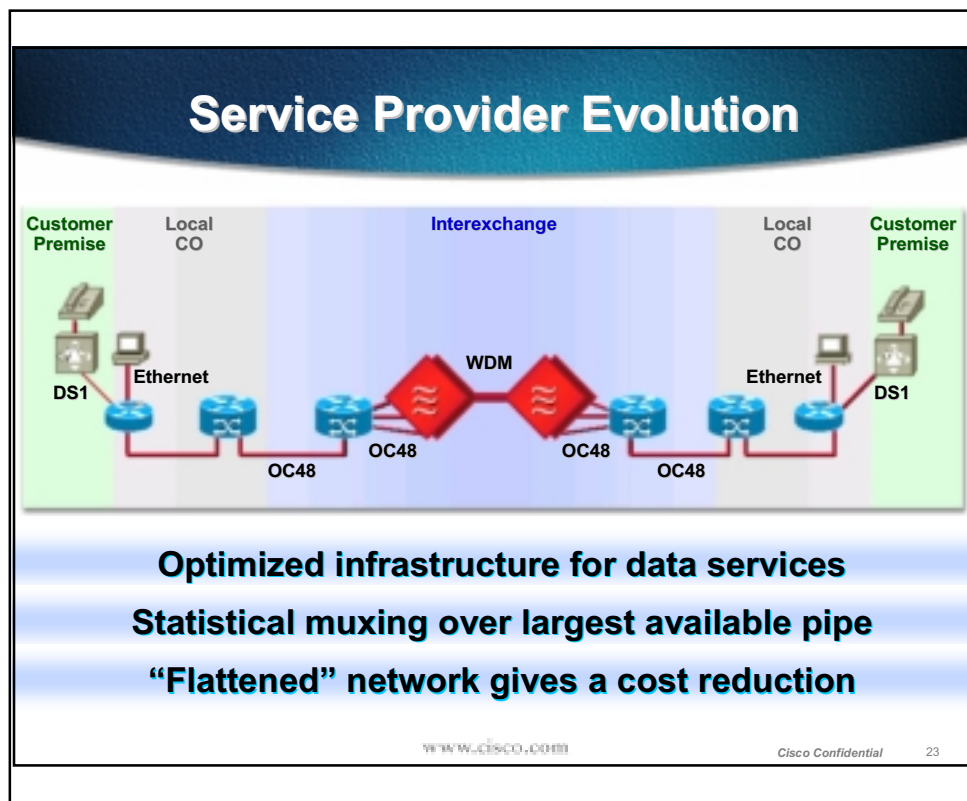 Service Provider Evolution
Customer
Premise
Local
CO
Interexchange
Local
CO
Customer
Premise
WDM
Ethernet
Ethernet
DS1
DS1
OC48
OC48
OC48
OC48
Optimized infrastructure for data services
Statistical muxing over largest available pipe
“Flattened” network gives a cost reduction
www.cisco.com
Cisco Confidential
23